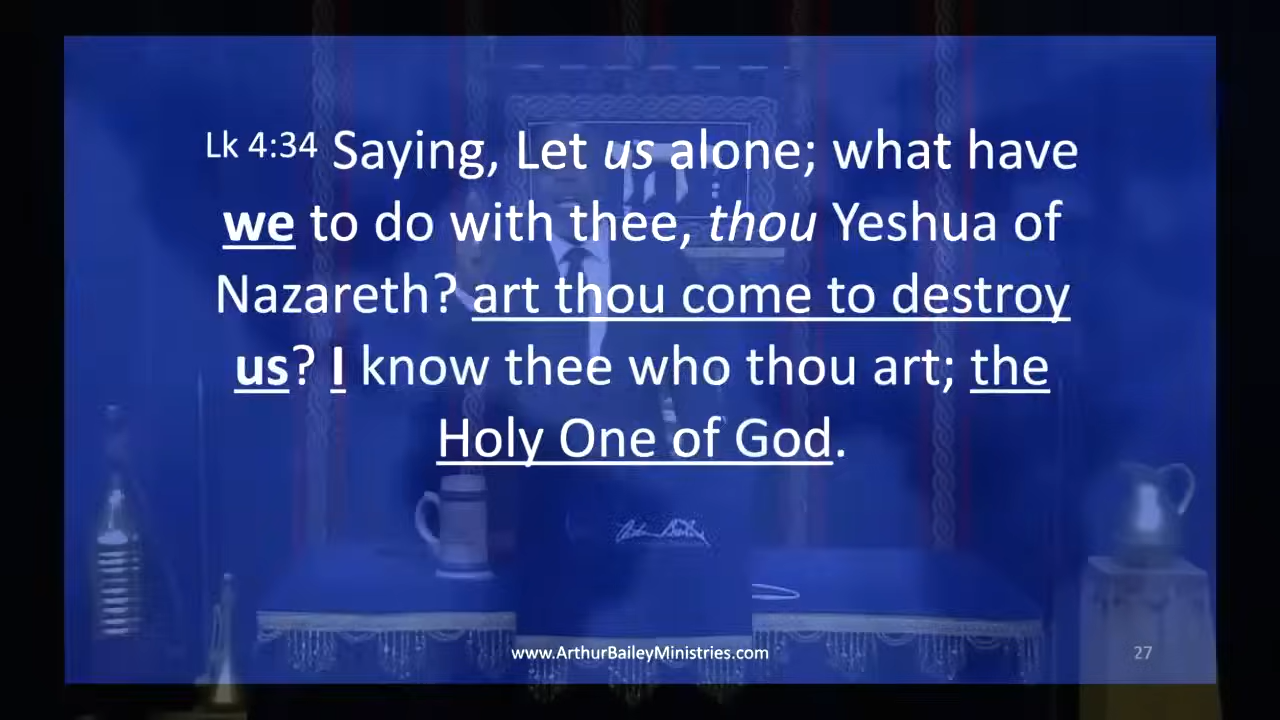 Lk 4:34 Saying, Let us alone; what have
we to do with thee, thou Yeshua of
Nazareth? art thou come to destroy
us? I know thee who thou art; the
Holy One of God.
www.ArthurBaileyMinistries.com 27